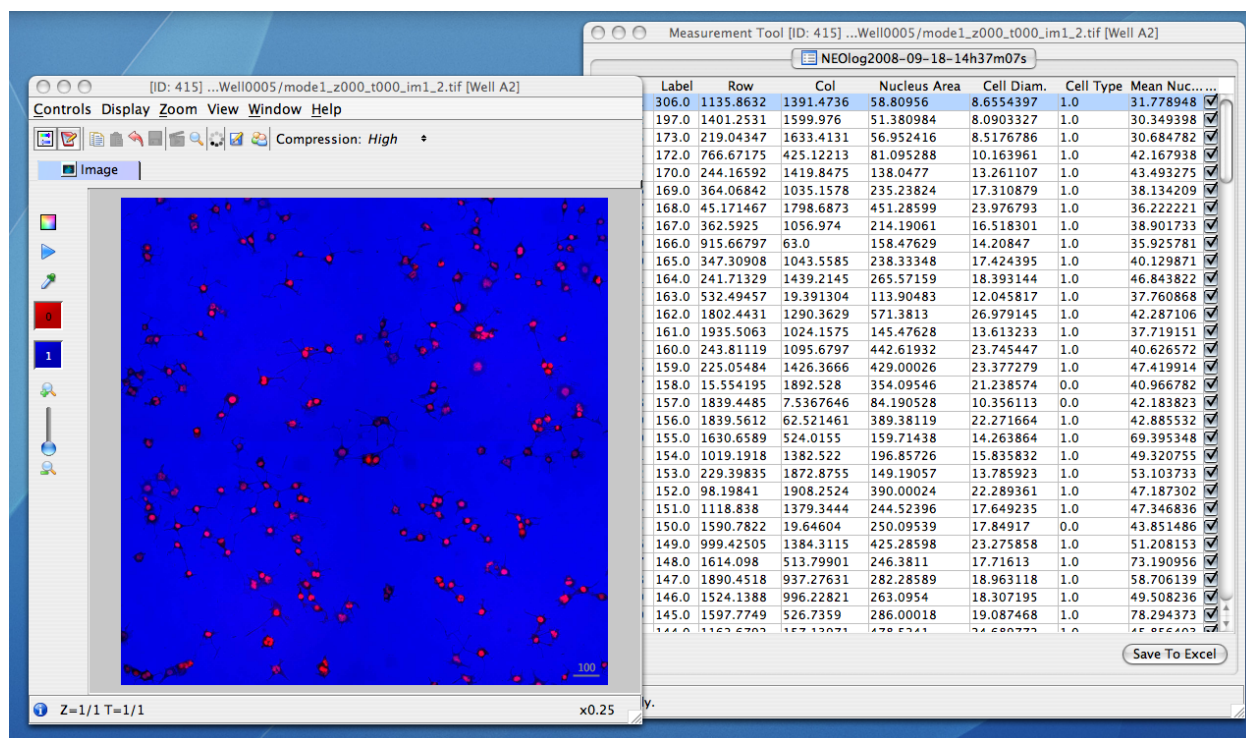 [ID: 415] ...Well0005/mode1_z000_t000_im1_2.tif [Well A2]
Controls Display Zoom View Window Help
Compression: High
Image
0
1
100
Z=1/1 T=1/1
x0.25
Measurement Tool [ID: 415] ...Well0005/mode1_z000_t000_im1_2.tif [Well A2]
NEOlog2008-09-18-14h37m07s
Label Row Col Nucleus Area Cell Diam. Cell Type Mean Nuc... ...
306.0 1135.8632 1391.4736 58.80956 8.6554397 1.0 31.778948
197.0 1401.2531 1599.976 51.380984 8.0903327 1.0 30.349398
173.0 219.04347 1633.4131 56.952416 8.5176786 1.0 30.684782
172.0 766.67175 425.12213 81.095288 10.163961 1.0 42.167938
170.0 244.16592 1419.8475 138.0477 13.261107 1.0 43.493275
169.0 364.06842 1035.1578 235.23824 17.310879 1.0 38.134209
168.0 45.171467 1798.6873 451.28599 23.976793 1.0 36.222221
167.0 362.5925 1056.974 214.19061 16.518301 1.0 38.901733
166.0 915.66797 63.0 158.47629 14.20847 1.0 35.925781
165.0 347.30908 1043.5585 238.33348 17.424395 1.0 40.129871
164.0 241.71329 1439.2145 265.57159 18.393144 1.0 46.843822
163.0 532.49457 19.391304 113.90483 12.045817 1.0 37.760868
162.0 1802.4431 1290.3629 571.3813 26.979145 1.0 42.287106
161.0 1935.5063 1024.1575 145.47628 13.613233 1.0 37.719151
160.0 243.81119 1095.6797 442.61932 23.745447 1.0 40.626572
159.0 225.05484 1426.3666 429.00026 23.377279 1.0 47.419914
158.0 15.554195 1892.528 354.09546 21.238574 0.0 40.966782
157.0 1839.4485 7.5367646 84.190528 10.356113 0.0 42.183823
156.0 1839.5612 62.521461 389.38119 22.271664 1.0 42.885532
155.0 1630.6589 524.0155 159.71438 14.263864 1.0 69.395348
154.0 1019.1918 1382.522 196.85726 15.835832 1.0 49.320755
153.0 229.39835 1872.8755 149.19057 13.785923 1.0 53.103733
152.0 98.19841 1908.2524 390.00024 22.289361 1.0 47.187302
151.0 1118.838 1379.3444 244.52396 17.649235 1.0 47.346836
150.0 1590.7822 19.64604 250.09539 17.84917 0.0 43.851486
149.0 999.42505 1384.3115 425.28598 23.275858 1.0 51.208153
148.0 1614.098 513.79901 246.3811 17.71613 1.0 73.190956
147.0 1890.4518 937.27631 282.28589 18.963118 1.0 58.706139
146.0 1524.1388 996.22821 263.0954 18.307195 1.0 49.508236
145.0 1597.7749 526.7359 286.00018 19.087468 1.0 78.294373
Save To Excel